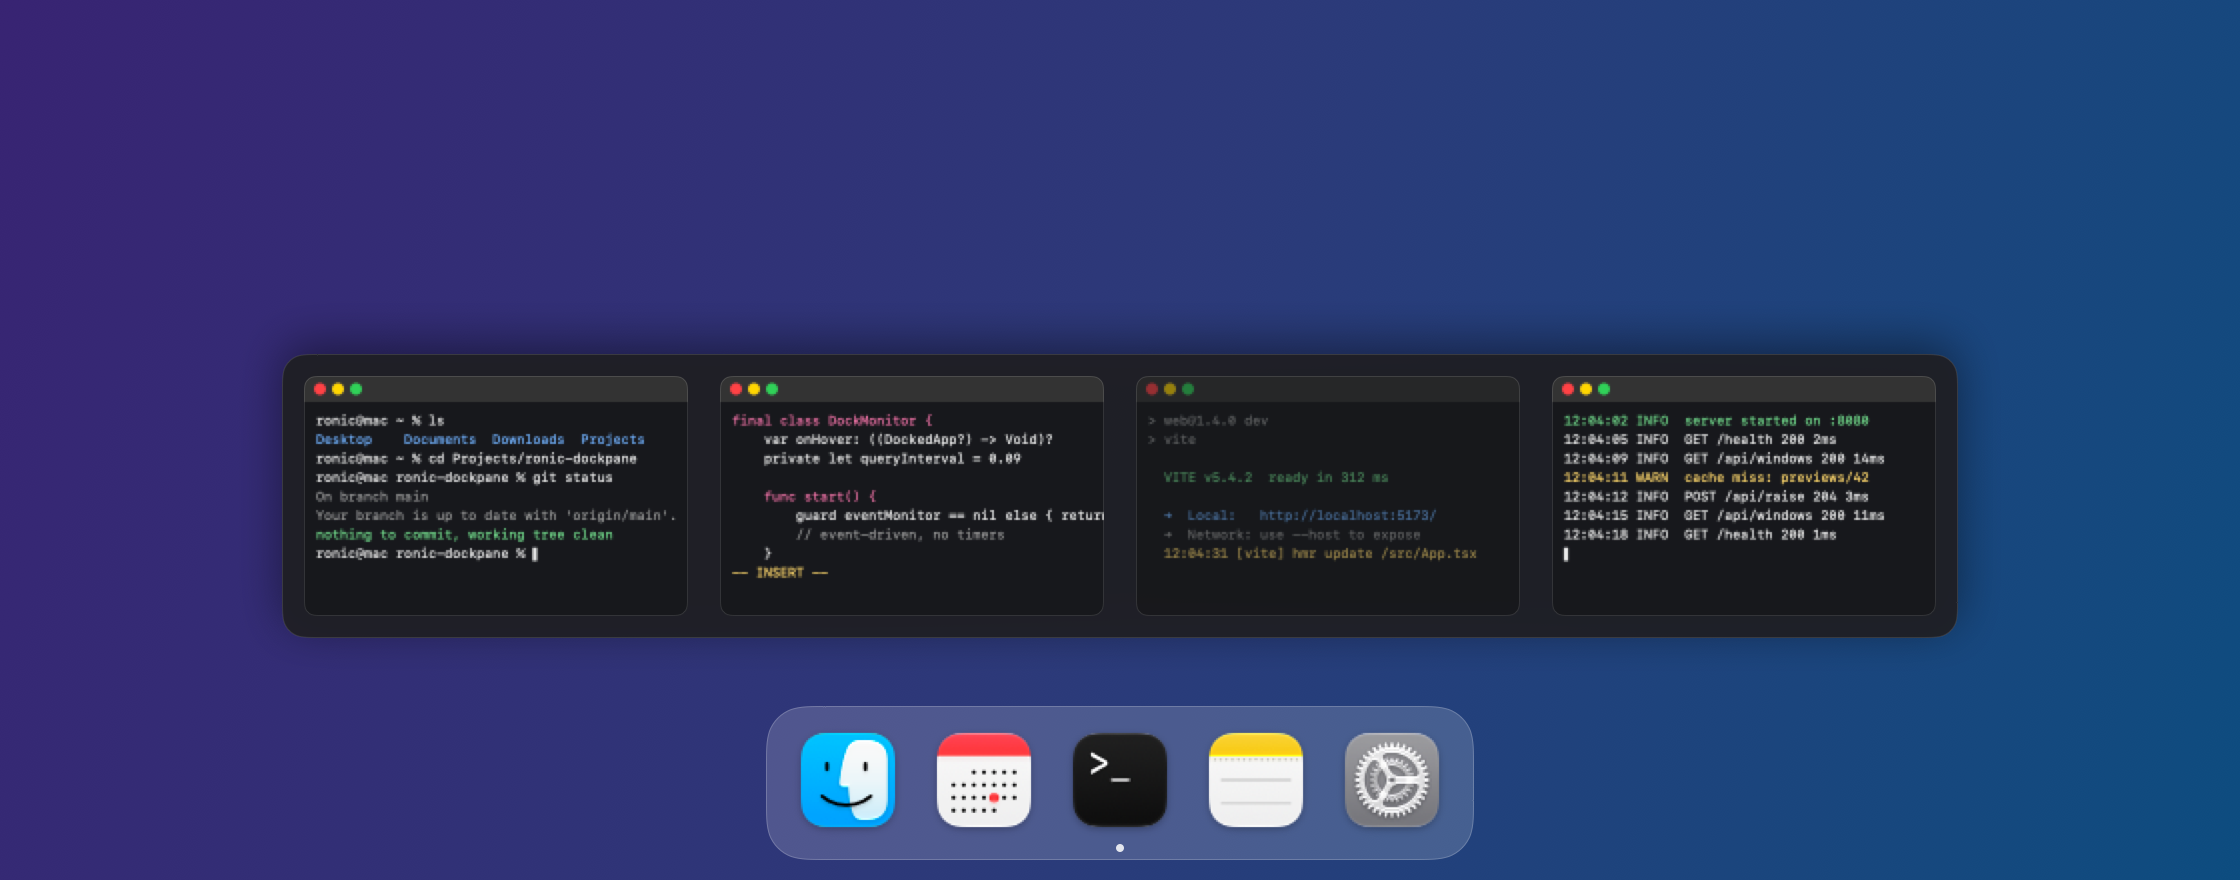 ronic@mac ~ % ls
Desktop    Documents  Downloads  Projects
ronic@mac ~ % cd Projects/ronic-dockpane
ronic@mac ronic-dockpane % git status
On branch main
Your branch is up to date with 'origin/main'.
nothing to commit, working tree clean
ronic@mac ronic-dockpane %
final class DockMonitor {
    var onHover: ((DockedApp?) -> Void)?
    private let queryInterval = 0.09
    func start() {
        guard eventMonitor == nil else { return
        // event-driven, no timers
    }
-- INSERT --
> web@1.4.0 dev
> vite
  VITE v5.4.2  ready in 312 ms
  ➜  Local:   http://localhost:5173/
  ➜  Network: use --host to expose
  12:04:31 [vite] hmr update /src/App.tsx
12:04:02 INFO  server started on :8080
12:04:05 INFO  GET /health 200 2ms
12:04:09 INFO  GET /api/windows 200 14ms
12:04:11 WARN  cache miss: previews/42
12:04:12 INFO  POST /api/raise 204 3ms
12:04:15 INFO  GET /api/windows 200 11ms
12:04:18 INFO  GET /health 200 1ms
>_